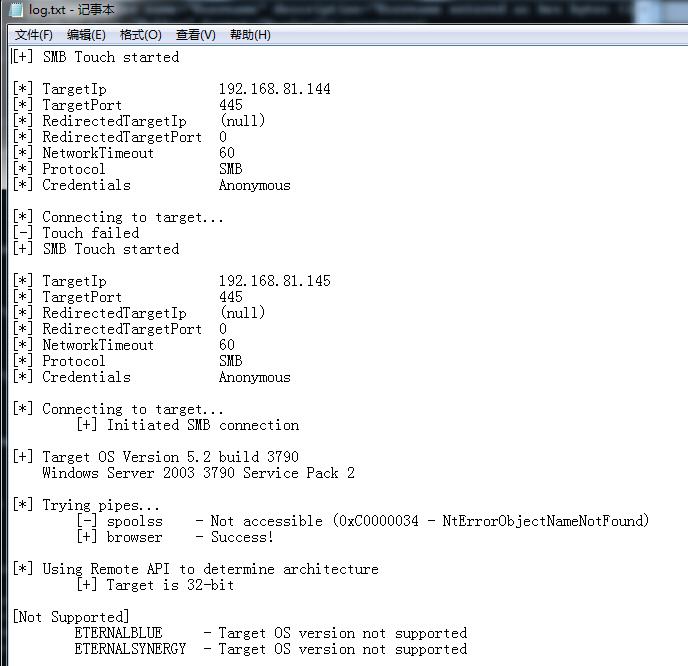 log.txt - 记事本
文件(F) 编辑(E) 格式(O) 查看(V) 帮助(H)
[+] SMB Touch started
[*] TargetIp 192.168.81.144
[*] TargetPort 445
[*] RedirectedTargetIp (null)
[*] RedirectedTargetPort 0
[*] NetworkTimeout 60
[*] Protocol SMB
[*] Credentials Anonymous
[*] Connecting to target...
[-] Touch failed
[+] SMB Touch started
[*] TargetIp 192.168.81.145
[*] TargetPort 445
[*] RedirectedTargetIp (null)
[*] RedirectedTargetPort 0
[*] NetworkTimeout 60
[*] Protocol SMB
[*] Credentials Anonymous
[*] Connecting to target...
[+] Initiated SMB connection
[+] Target OS Version 5.2 build 3790
Windows Server 2003 3790 Service Pack 2
[*] Trying pipes...
[-] spoolss - Not accessible (0xC0000034 - NtErrorObjectNameNotFound)
[+] browser - Success!
[*] Using Remote API to determine architecture
[+] Target is 32-bit
[Not Supported]
ETERNALBLUE - Target OS version not supported
ETERNALSYNERGY - Target OS version not supported